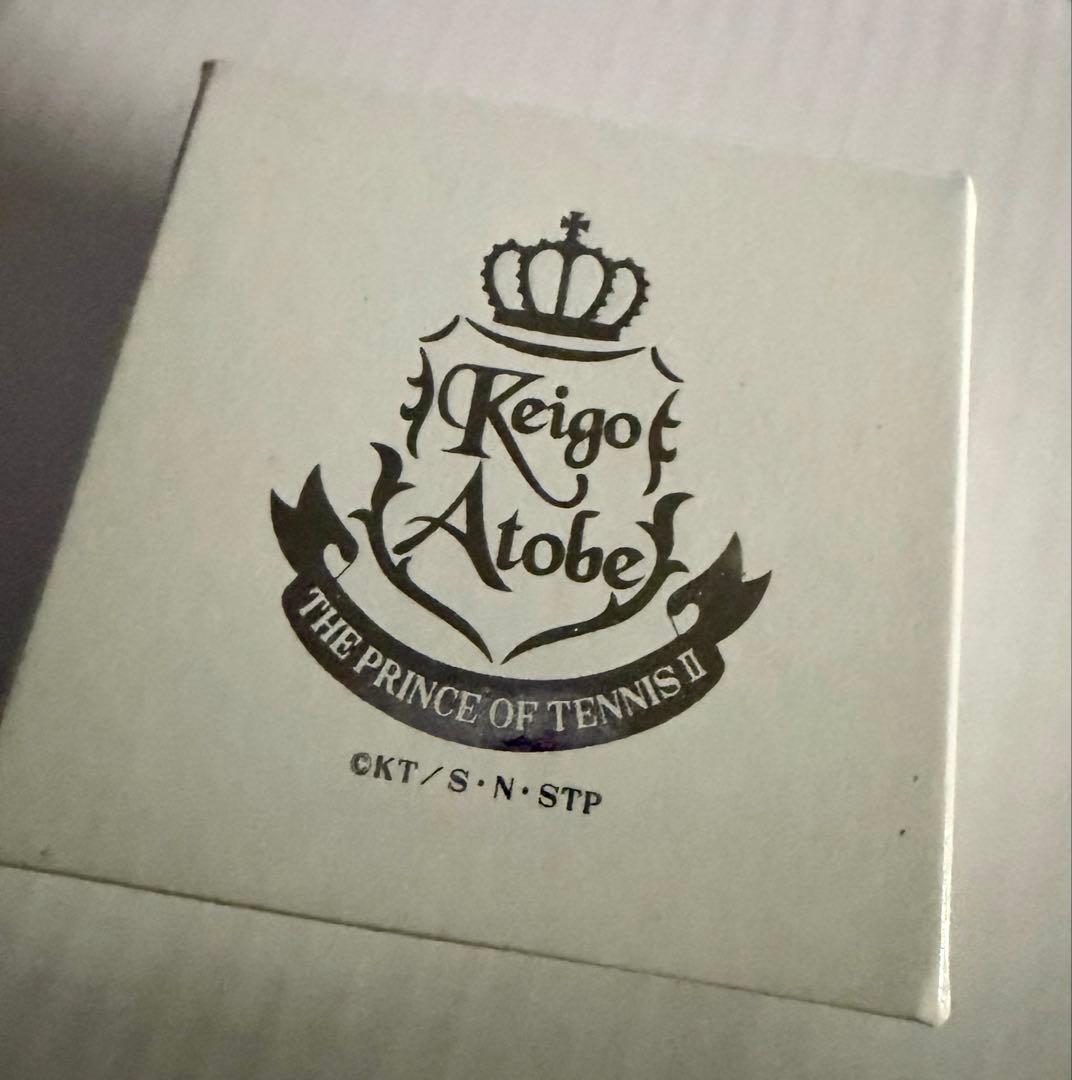 Keigo
Atobe
THE PRINCE OF TENNIS II
©KT/S・N・STP